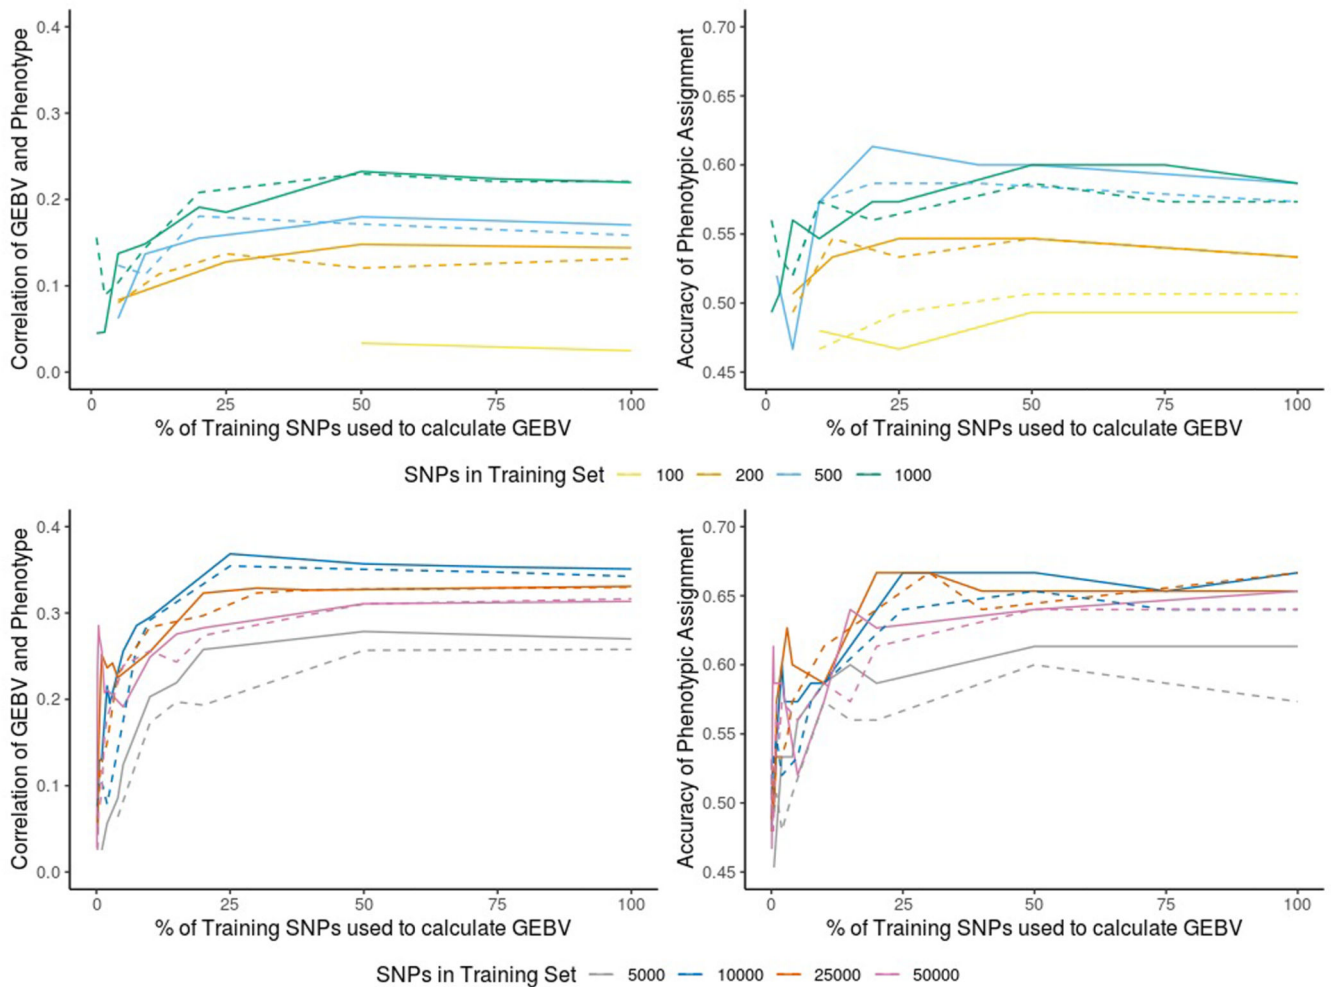 Correlation of GEBV and Phenotype
0.4
0.3
0.2
0.1
0.0
0 25 50 75 100
% of Training SNPs used to calculate GEBV
Accuracy of Phenotypic Assignment
0.70
0.65
0.60
0.55
0.50
0.45
0 25 50 75 100
% of Training SNPs used to calculate GEBV
SNPs in Training Set 100 200 500 1000
Correlation of GEBV and Phenotype
0.4
0.3
0.2
0.1
0.0
0 25 50 75 100
% of Training SNPs used to calculate GEBV
Accuracy of Phenotypic Assignment
0.70
0.65
0.60
0.55
0.50
0.45
0 25 50 75 100
% of Training SNPs used to calculate GEBV
SNPs in Training Set 5000 10000 25000 50000